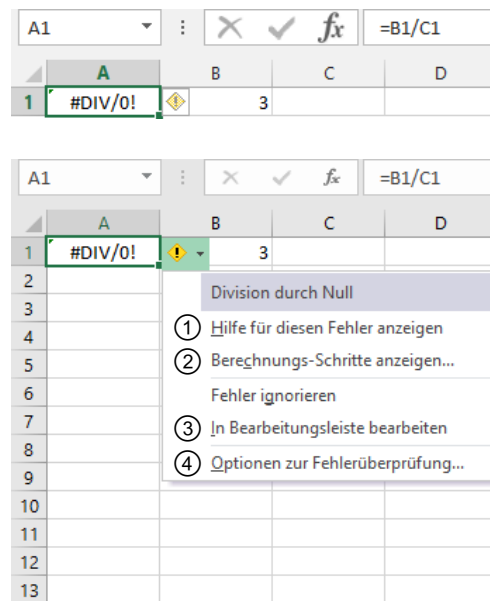 A1 fx =B1/C1
A B C D
1 #DIV/0! 3
A1 fx =B1/C1
A B C D
1 #DIV/0! 3
2 Division durch Null
3 ① Hilfe für diesen Fehler anzeigen
4
5 ② Berechnungs-Schritte anzeigen...
6 Fehler ignorieren
7 ③ In Bearbeitungsleiste bearbeiten
8 ④ Optionen zur Fehlerüberprüfung...
9
10
11
12
13